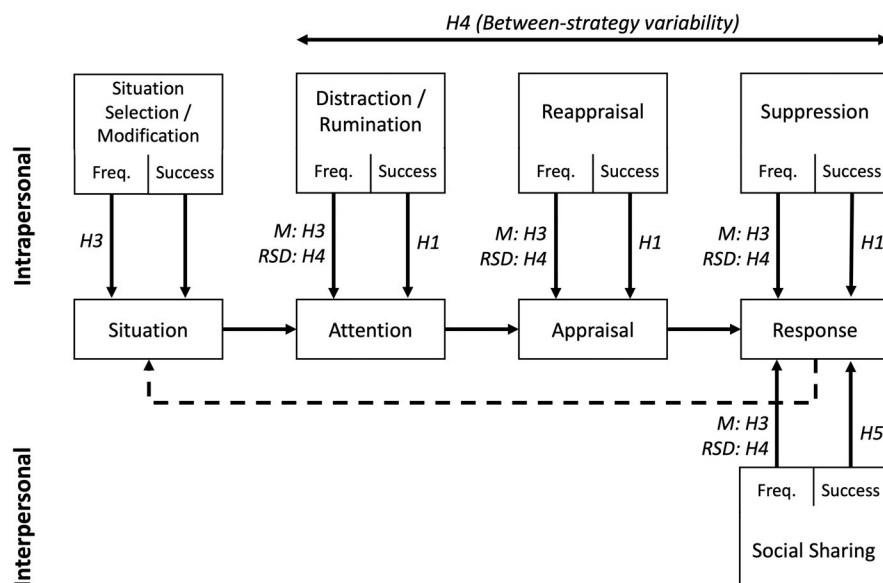 H4 (Between-strategy variability)
Situation
Selection /
Modification
Freq.
Success
Distraction /
Rumination
Freq.
Success
Reappraisal
Freq.
Success
Suppression
Freq.
Success
Intrapersonal
H3
M: H3
RSD: H4
H1
M: H3
RSD: H4
H1
M: H3
RSD: H4
H1
Situation
Attention
Appraisal
Response
M: H3
RSD: H4
H5
Interpersonal
Freq.
Success
Social Sharing